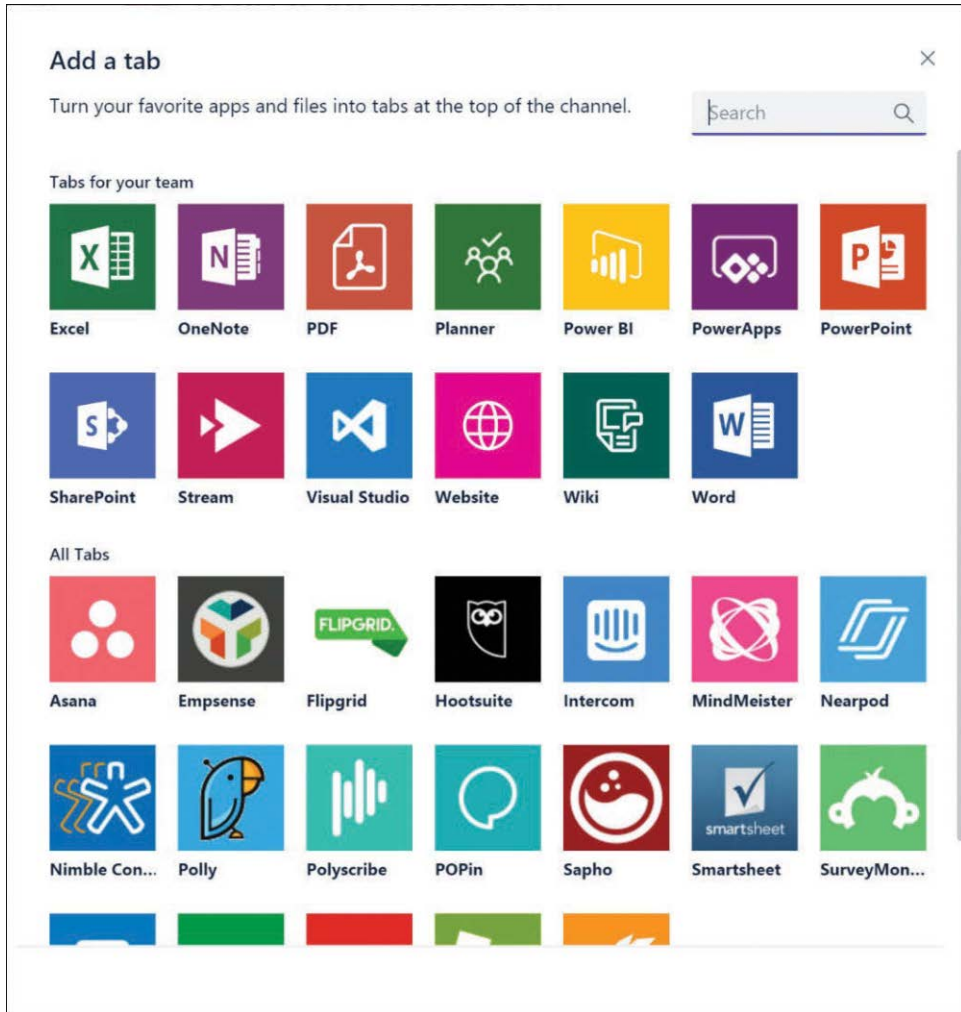 Add a tab
Turn your favorite apps and files into tabs at the top of the channel.
Search
Tabs for your team
X
N
P
Excel
OneNote
PDF
Planner
Power BI
PowerApps
PowerPoint
S
W
SharePoint
Stream
Visual Studio
Website
Wiki
Word
All Tabs
FLIPGRID.
Asana
Empsense
Flipgrid
Hootsuite
Intercom
MindMeister
Nearpod
smartsheet
Nimble Con...
Polly
Polyscribe
POPin
Sapho
Smartsheet
SurveyMon...